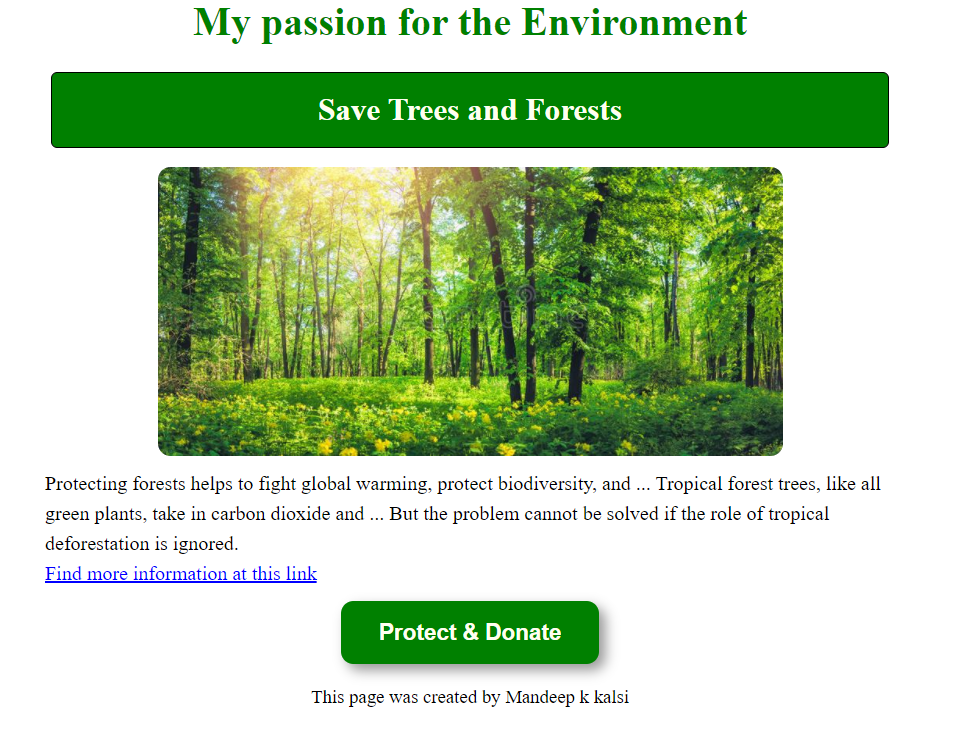 My passion for the Environment
Save Trees and Forests
Protecting forests helps to fight global warming, protect biodiversity, and ... Tropical forest trees, like all
green plants, take in carbon dioxide and ... But the problem cannot be solved if the role of tropical
deforestation is ignored.
Find more information at this link
Protect & Donate
This page was created by Mandeep k kalsi